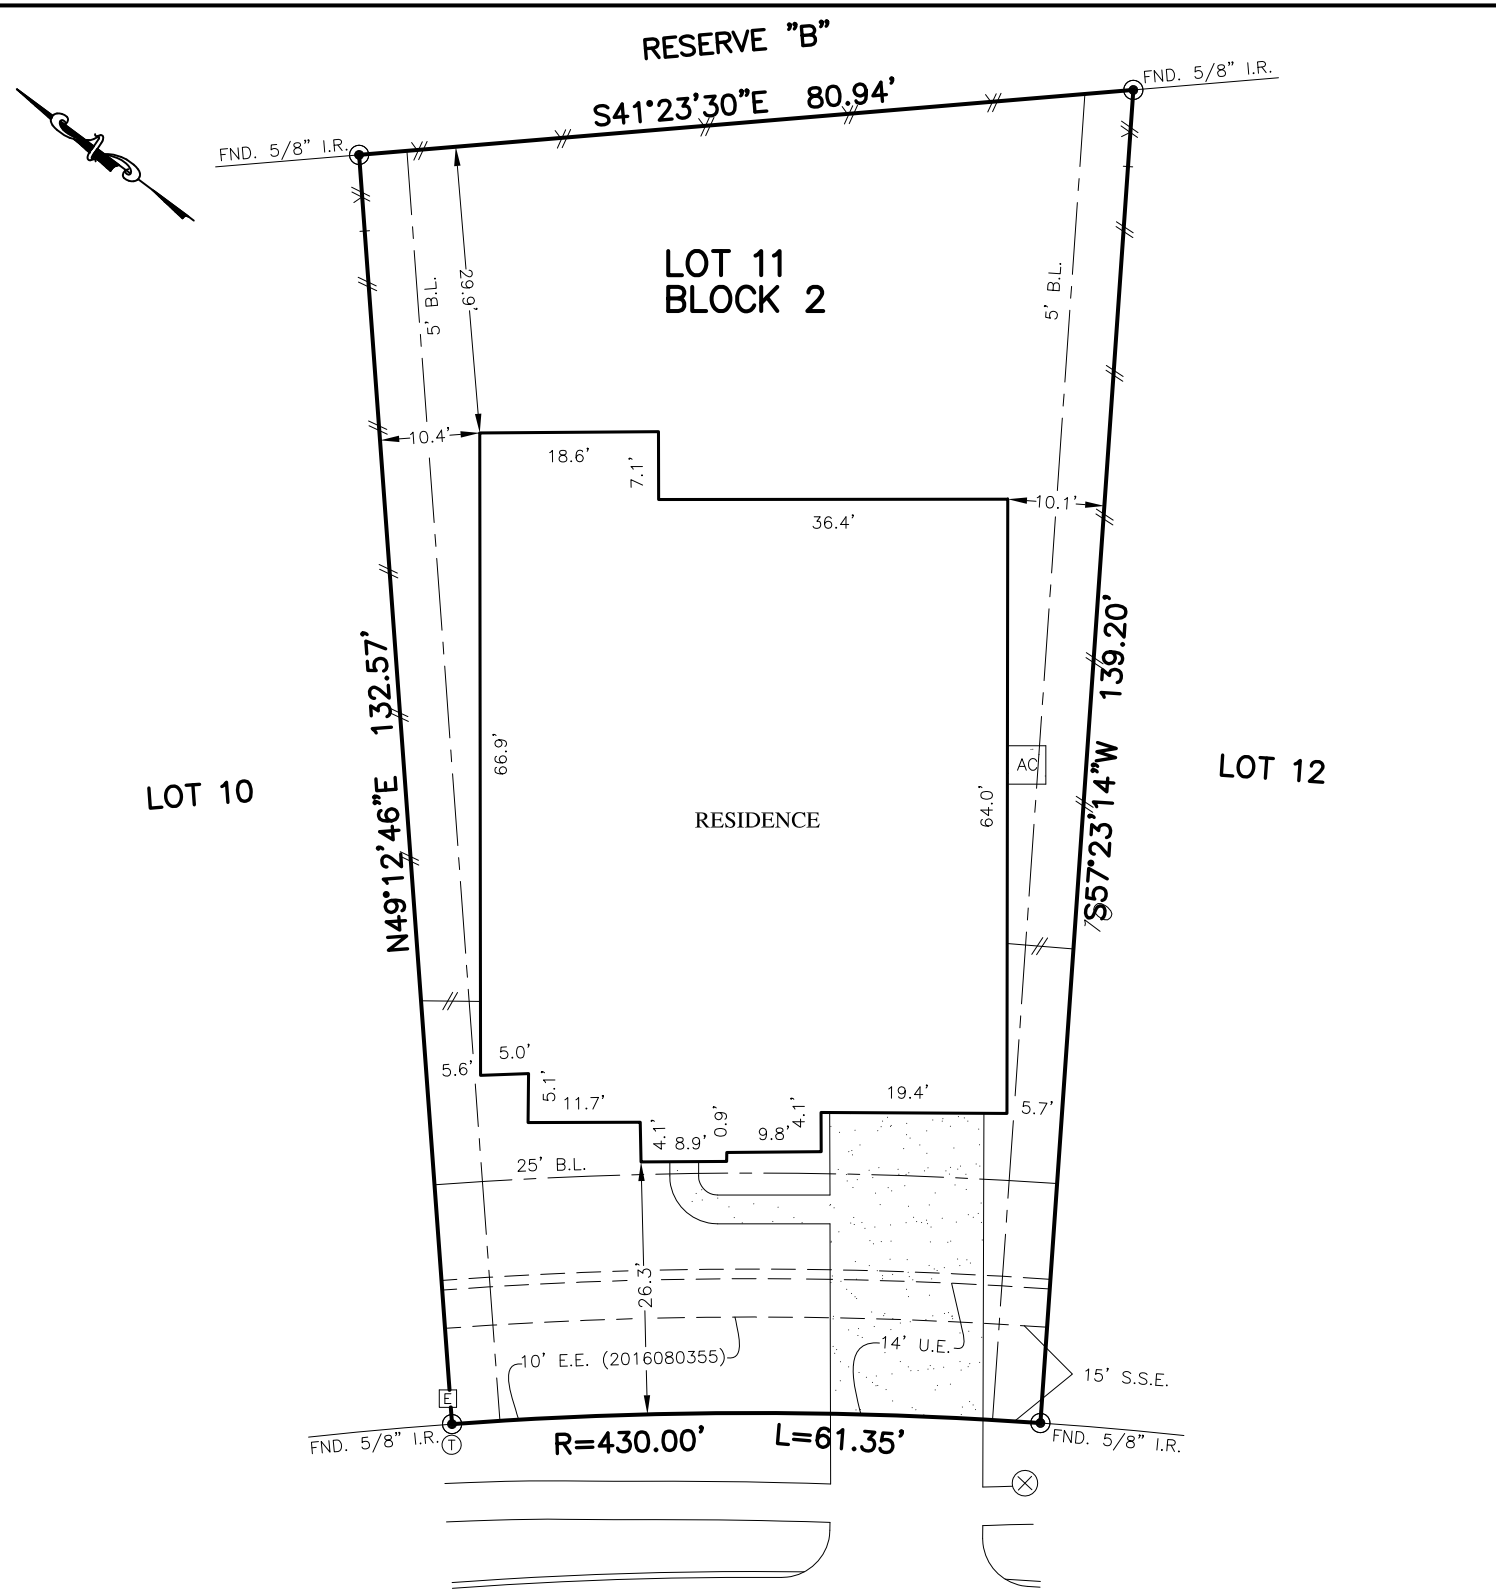 RESERVE "B"
S41°23'30"E 80.94'
FND. 5/8" I.R.
FND. 5/8" I.R.
LOT 11
BLOCK 2
5' B.L.
29.9'
5' B.L.
10.4'
18.6'
7.1'
36.4'
10.1'
N49°12'46"E 132.57'
S57°23'14"W 139.20'
66.9'
AC
64.0'
LOT 10
LOT 12
RESIDENCE
5.6'
5.0'
5.1'
11.7'
4.1'
8.9'
0.9'
9.8'
4.1'
19.4'
5.7'
25' B.L.
26.3'
10' E.E. (2016080355)
14' U.E.
15' S.S.E.
E
T
FND. 5/8" I.R.
R=430.00' L=61.35'
FND. 5/8" I.R.